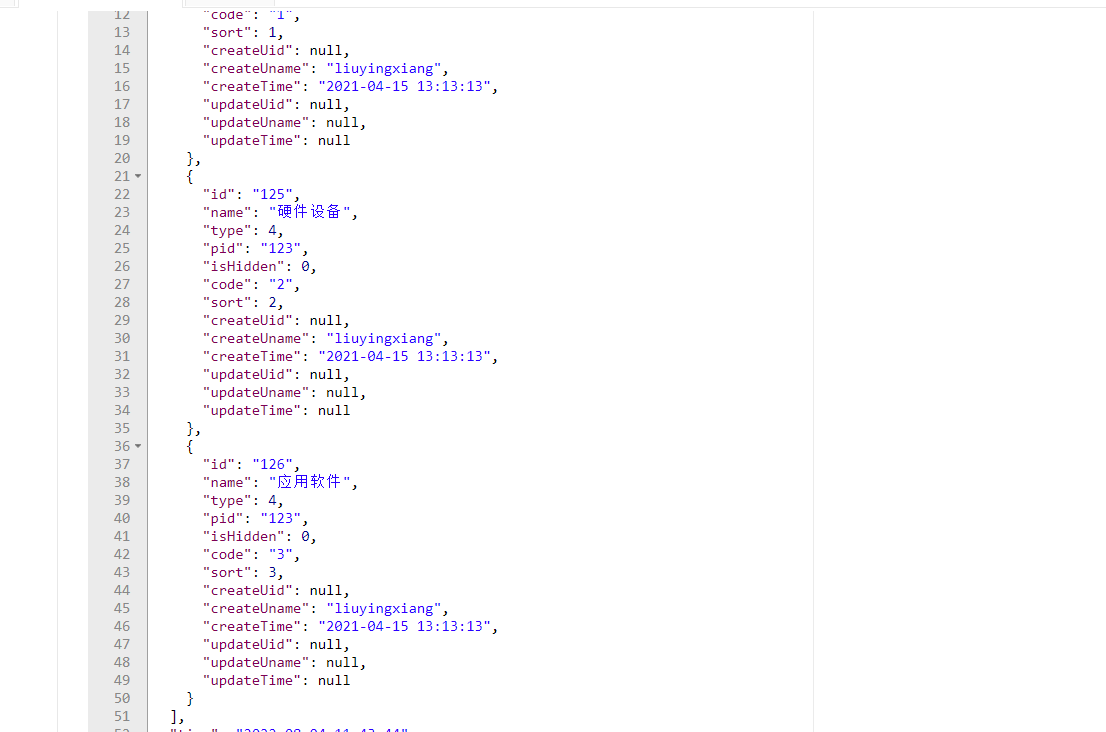 12 "code": "1",
13 "sort": 1,
14 "createUid": null,
15 "createUname": "liuyingxiang",
16 "createTime": "2021-04-15 13:13:13",
17 "updateUid": null,
18 "updateUname": null,
19 "updateTime": null
20 },
21 {
22 "id": "125",
23 "name": "硬件设备",
24 "type": 4,
25 "pid": "123",
26 "isHidden": 0,
27 "code": "2",
28 "sort": 2,
29 "createUid": null,
30 "createUname": "liuyingxiang",
31 "createTime": "2021-04-15 13:13:13",
32 "updateUid": null,
33 "updateUname": null,
34 "updateTime": null
35 },
36 {
37 "id": "126",
38 "name": "应用软件",
39 "type": 4,
40 "pid": "123",
41 "isHidden": 0,
42 "code": "3",
43 "sort": 3,
44 "createUid": null,
45 "createUname": "liuyingxiang",
46 "createTime": "2021-04-15 13:13:13",
47 "updateUid": null,
48 "updateUname": null,
49 "updateTime": null
50 }
51 ],